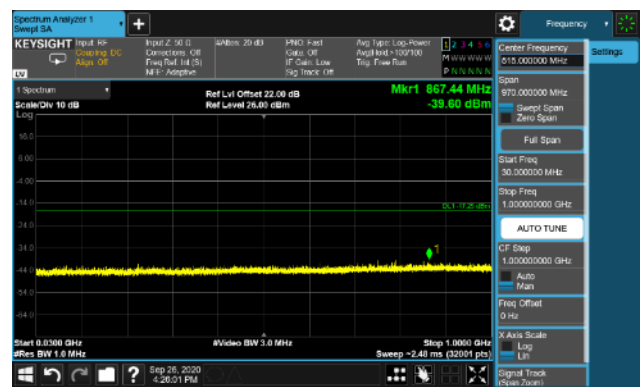 Spectrum Analyzer 1
Swept SA
Frequency
KEYSIGHT
Input: RF
Coupling: DC
Align: Off
Input Z: 50 Ω
Corrections: Off
Freq Ref: Int (S)
NFE: Adaptive
#Atten: 20 dB
PNO: Fast
Gate: Off
IF Gain: Low
Sig Track: Off
Avg Type: Log-Power
Avg|Hold:>100/100
Trig: Free Run
1 2 3 4 5 6
M W W W W W
P N N N N N
LXI
1 Spectrum
Scale/Div 10 dB
Log
Ref Lvl Offset 22.00 dB
Ref Level 26.00 dBm
Mkr1 867.44 MHz
-39.60 dBm
16.0
6.00
-4.00
-14.0
-24.0
-34.0
-44.0
-54.0
-64.0
1
Start 0.0300 GHz
#Res BW 1.0 MHz
#Video BW 3.0 MHz
Stop 1.0000 GHz
Sweep ~2.40 ms (32001 pts)
Sep 26, 2020
4:26:01 PM
?
Center Frequency
515.000000 MHz
Settings
Span
970.000000 MHz
Swept Span
Zero Span
Full Span
Start Freq
30.000000 MHz
Stop Freq
1.000000000 GHz
AUTO TUNE
CF Step
1.000000000 GHz
Auto
Man
Freq Offset
0 Hz
X Axis Scale
Log
Lin
Signal Track
(Span Zoom)